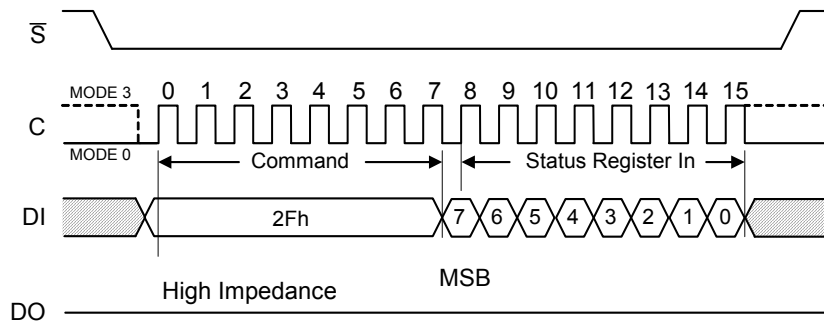 S
MODE 3
0 1 2 3 4 5 6 7 8 9 10 11 12 13 14 15
C
MODE 0
Command
Status Register In
DI
2Fh
7 6 5 4 3 2 1 0
MSB
High Impedance
DO